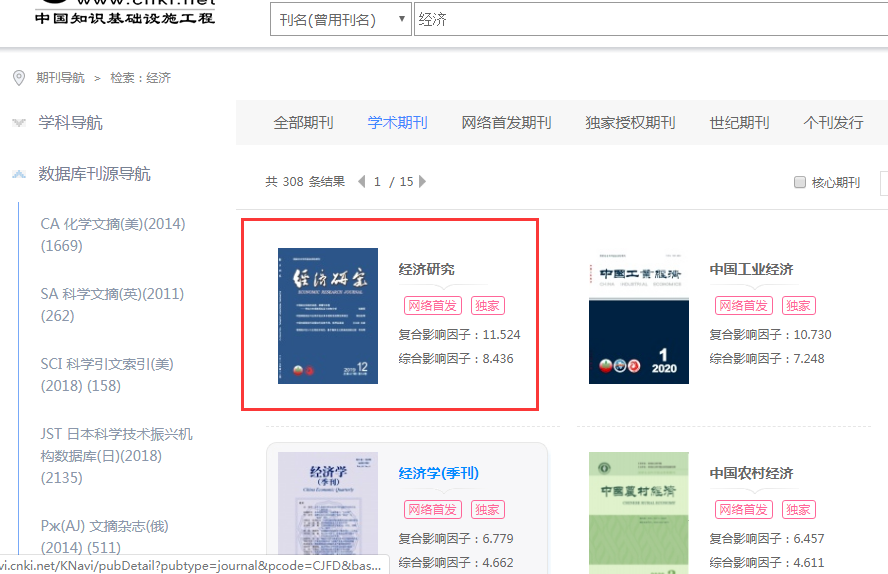 www.cnki.net
中国知识基础设施工程
刊名(曾用刊名)
经济
期刊导航 > 检索：经济
学科导航
全部期刊 学术期刊 网络首发期刊 独家授权期刊 世纪期刊 个刊发行
数据库刊源导航
共 308 条结果 1 / 15
核心期刊
CA 化学文摘(美)(2014)
(1669)
SA 科学文摘(英)(2011)
(262)
SCI 科学引文索引(美)
(2018) (158)
JST 日本科学技术振兴机
构数据库(日)(2018)
(2135)
Pж(AJ) 文摘杂志(俄)
(2014) (511)
经济研究
ECONOMIC RESEARCH JOURNAL
12
经济研究
网络首发 独家
复合影响因子：11.524
综合影响因子：8.436
中国工业经济
CHINA INDUSTRIAL ECONOMICS
1
2020
中国工业经济
网络首发 独家
复合影响因子：10.730
综合影响因子：7.248
经济学
(季刊)
China Economic Quarterly
经济学(季刊)
网络首发 独家
复合影响因子：6.779
综合影响因子：4.662
中国农村经济
CHINESE RURAL ECONOMY
中国农村经济
网络首发 独家
复合影响因子：6.457
综合影响因子：4.611
vi.cnki.net/KNavi/pubDetail?pubtype=journal&pcode=CJFD&bas...